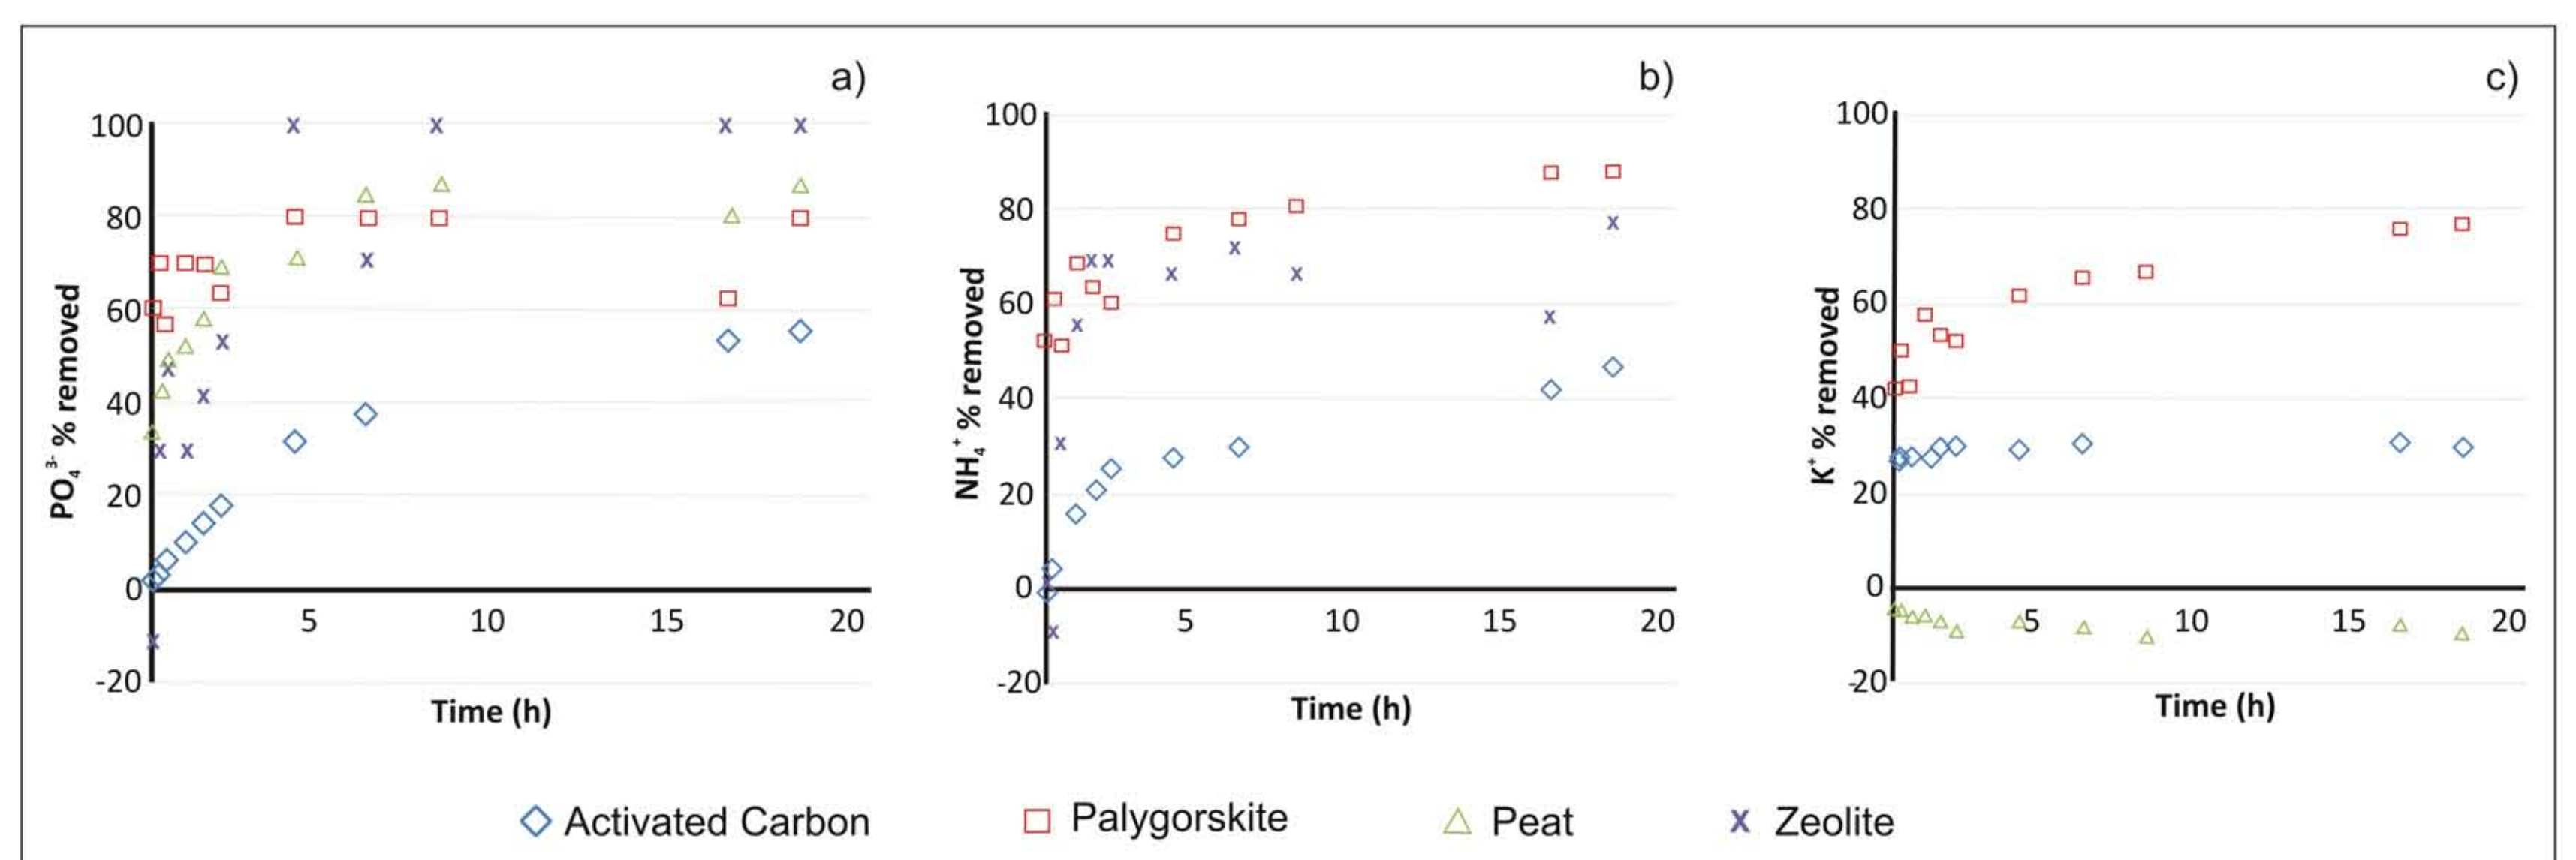 a)
100
80
60
40
20
0
-20
PO₄³⁻ % removed
5 10 15 20
Time (h)
b)
100
80
60
40
20
0
-20
NH₄⁺ % removed
5 10 15 20
Time (h)
c)
100
80
60
40
20
0
-20
K⁺ % removed
5 10 15 20
Time (h)
Activated Carbon Palygorskite Peat X Zeolite